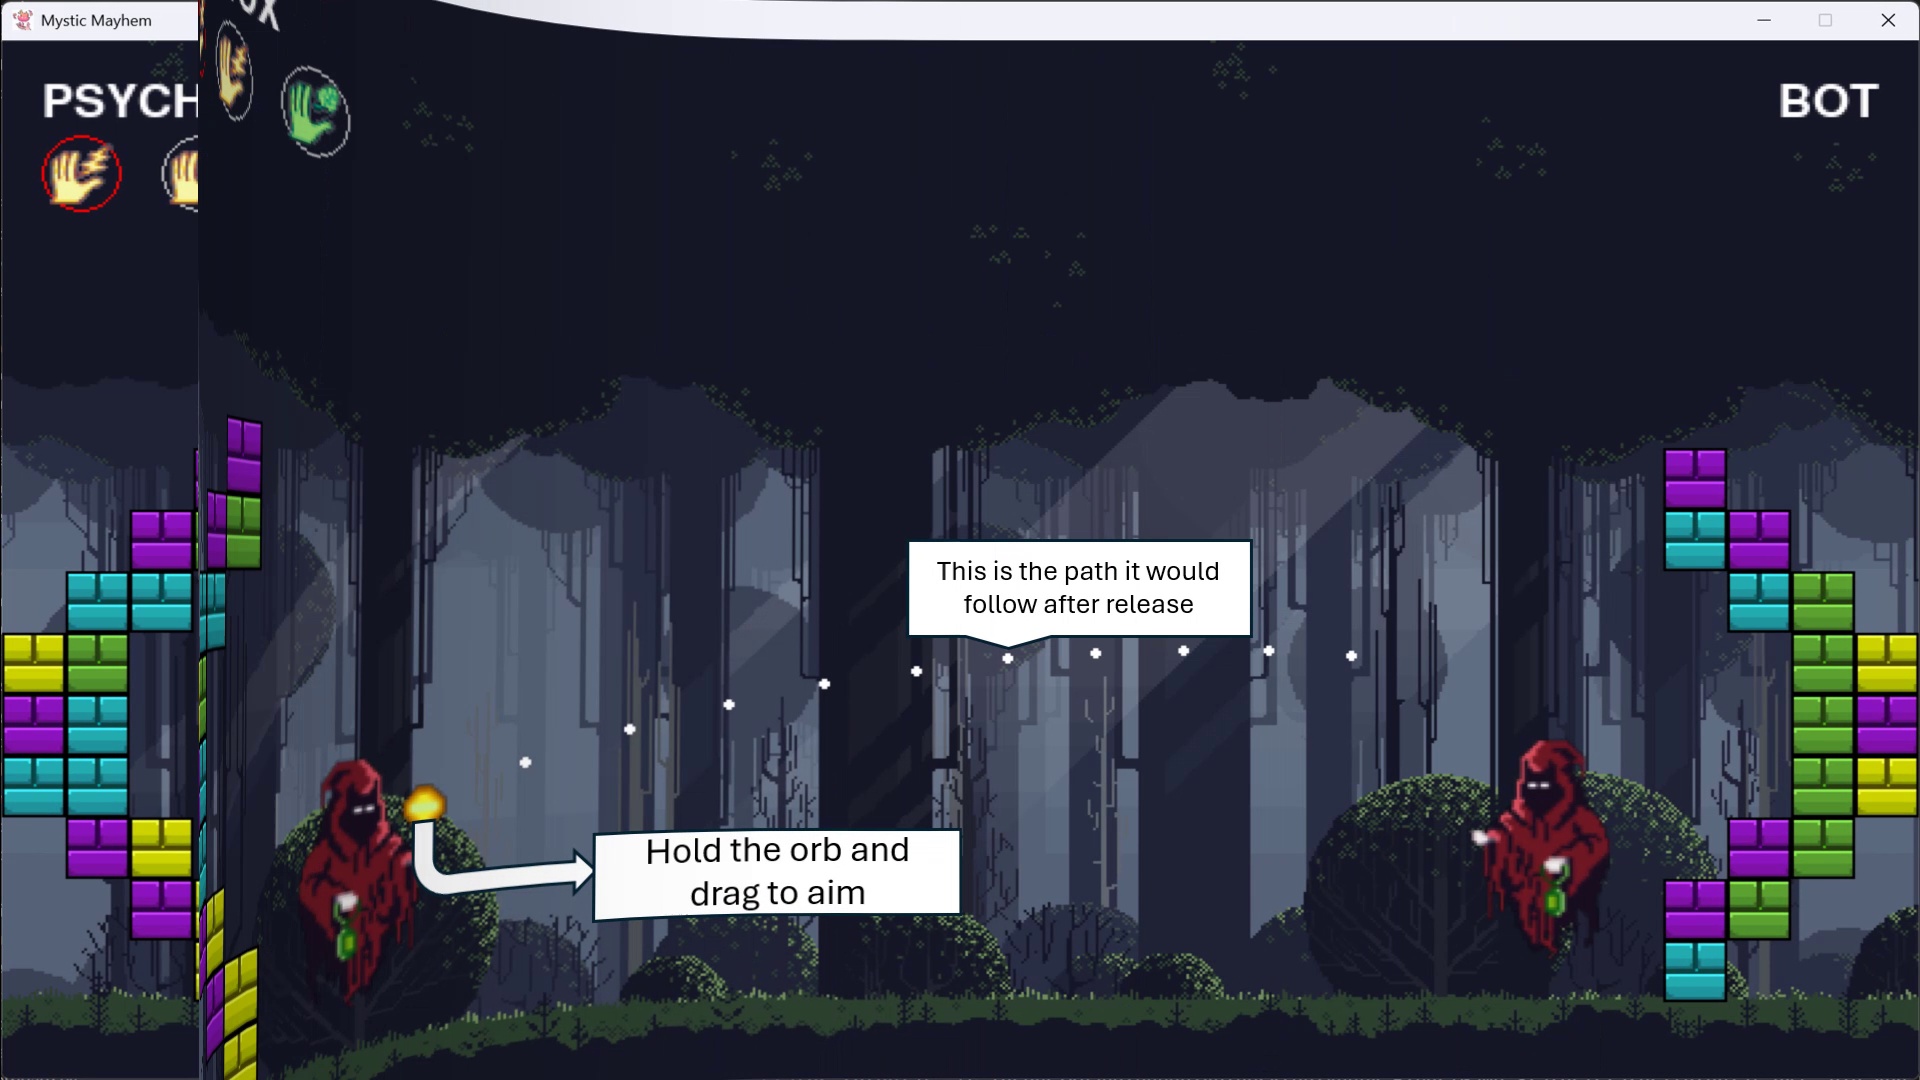 Mystic Mayhem
PSYCH
BOT
This is the path it would
follow after release
Hold the orb and
drag to aim